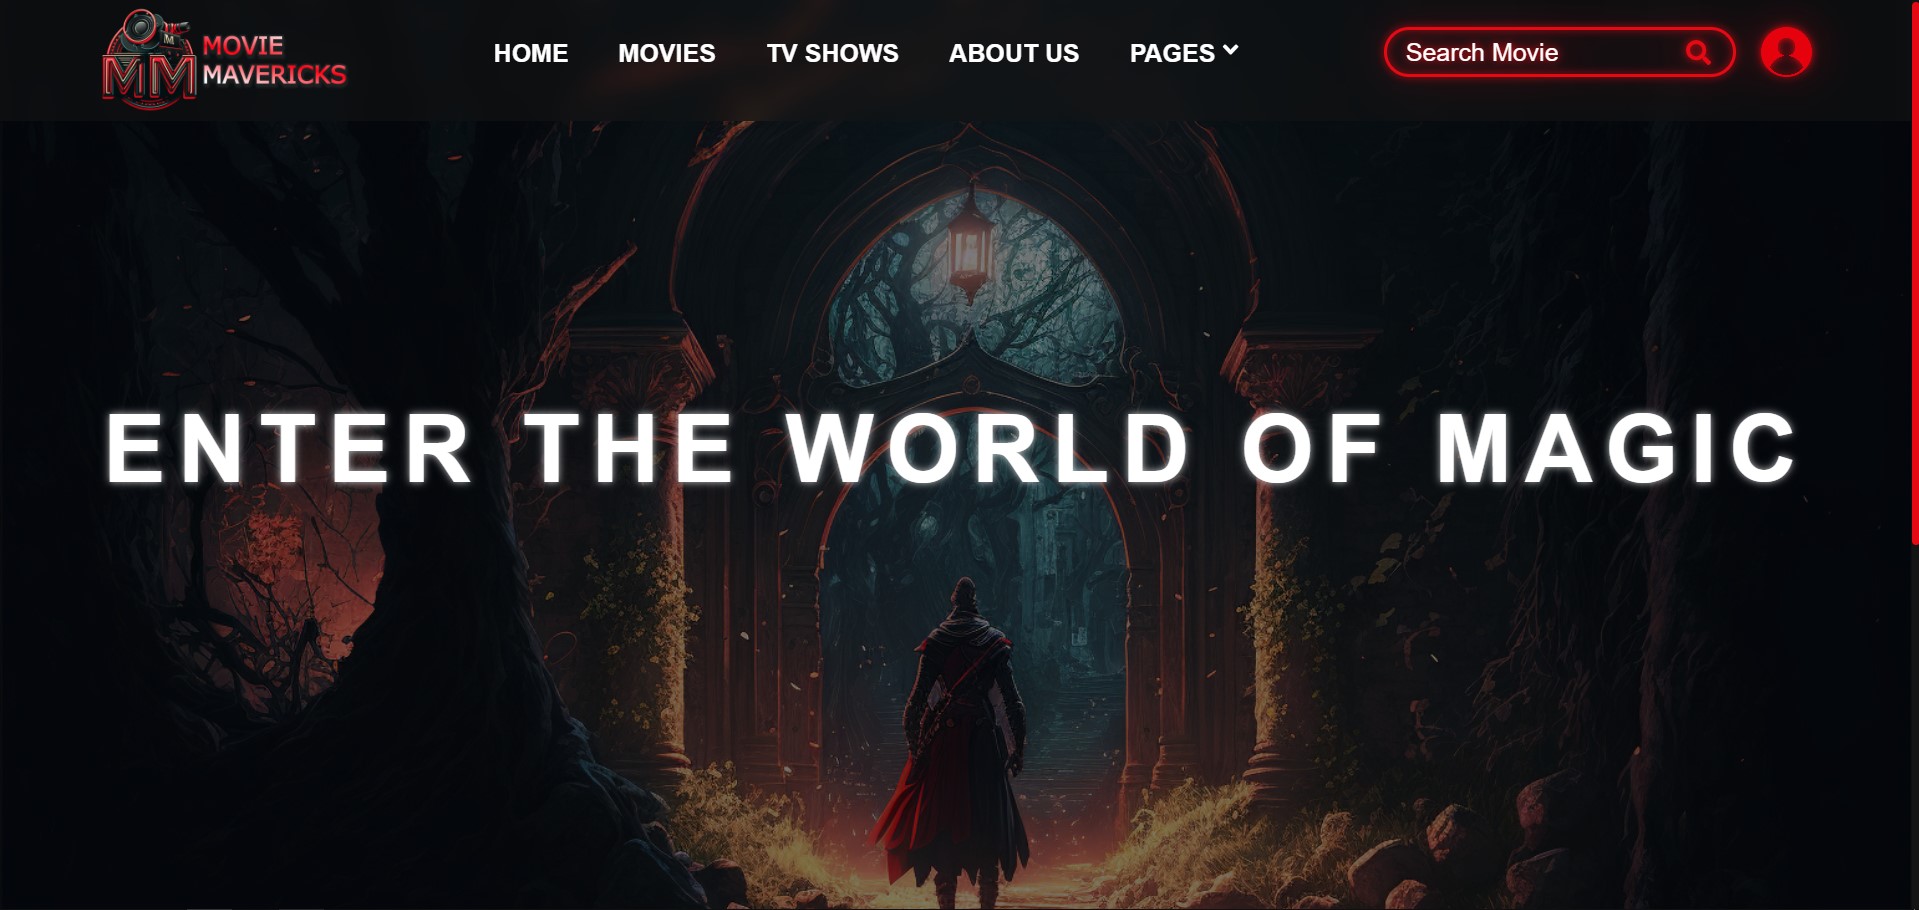 MOVIE
MAVERICKS
MM
M
HOME MOVIES TV SHOWS ABOUT US PAGES
Search Movie
ENTER THE WORLD OF MAGIC